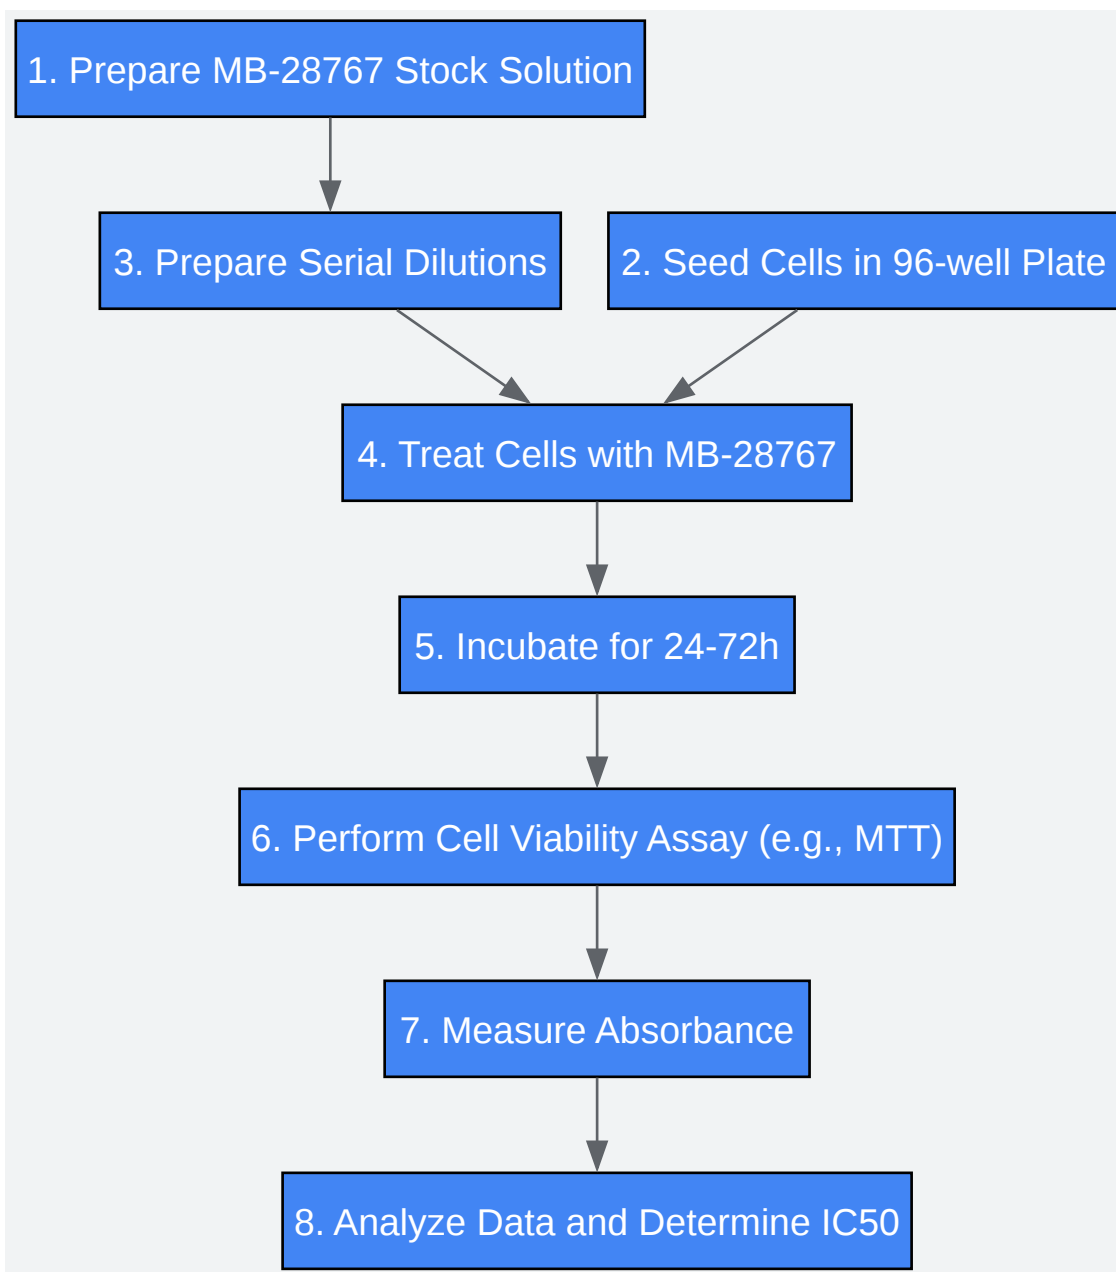 1. Prepare MB-28767 Stock Solution
3. Prepare Serial Dilutions
2. Seed Cells in 96-well Plate
4. Treat Cells with MB-28767
5. Incubate for 24-72h
6. Perform Cell Viability Assay (e.g., MTT)
7. Measure Absorbance
8. Analyze Data and Determine IC50